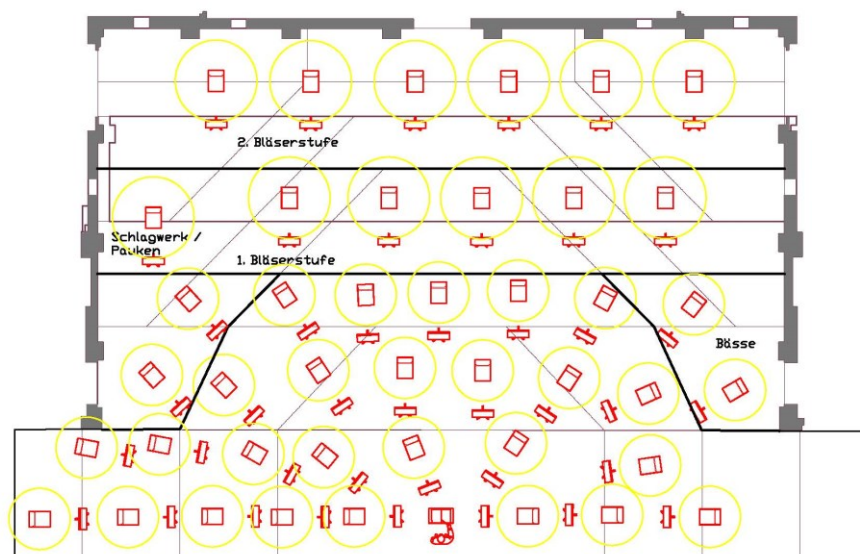 2. Bläserstufe
Schlagwerk /
Pauken
1. Bläserstufe
Bässe